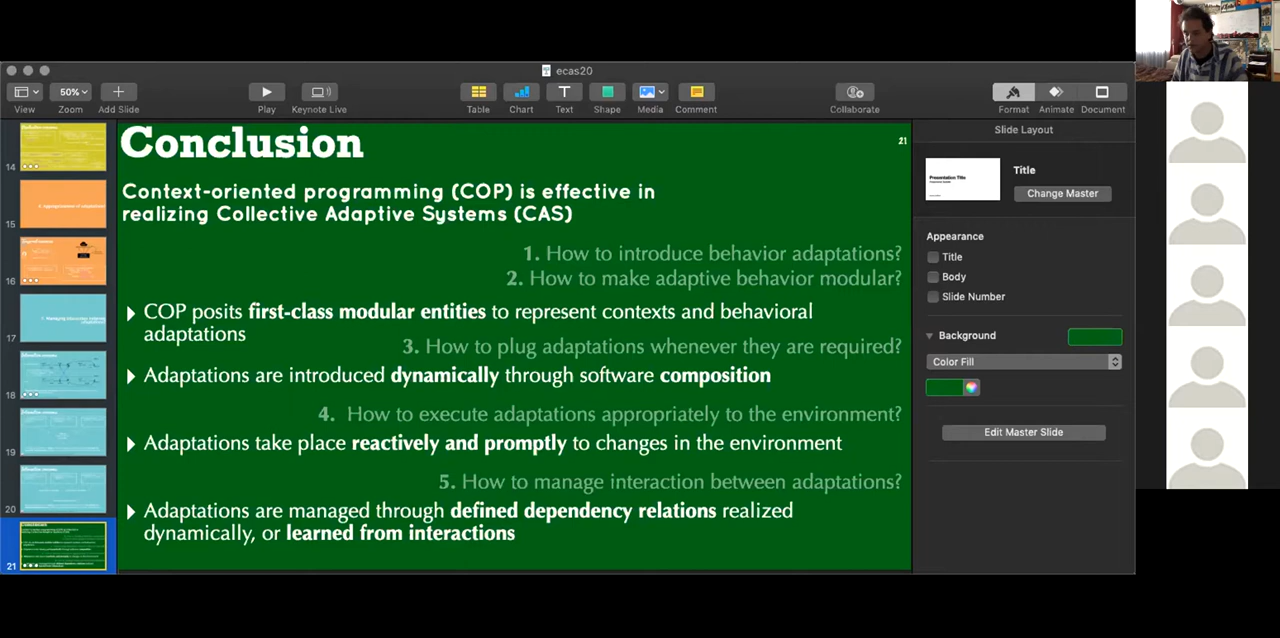 ecas20
50%
View
Zoom
Add Slide
Play
Keynote Live
Table
Chart
Text
Shape
Media
Comment
Collaborate
Format
Animate
Document
14
15
16
17
18
19
20
21
Conclusion
21
Context-oriented programming (COP) is effective in
realizing Collective Adaptive Systems (CAS)
1. How to introduce behavior adaptations?
2. How to make adaptive behavior modular?
COP posits first-class modular entities to represent contexts and behavioral
adaptations
3. How to plug adaptations whenever they are required?
Adaptations are introduced dynamically through software composition
4. How to execute adaptations appropriately to the environment?
Adaptations take place reactively and promptly to changes in the environment
5. How to manage interaction between adaptations?
Adaptations are managed through defined dependency relations realized
dynamically, or learned from interactions
Slide Layout
Presentation Title
Title
Change Master
Appearance
Title
Body
Slide Number
Background
Color Fill
Edit Master Slide